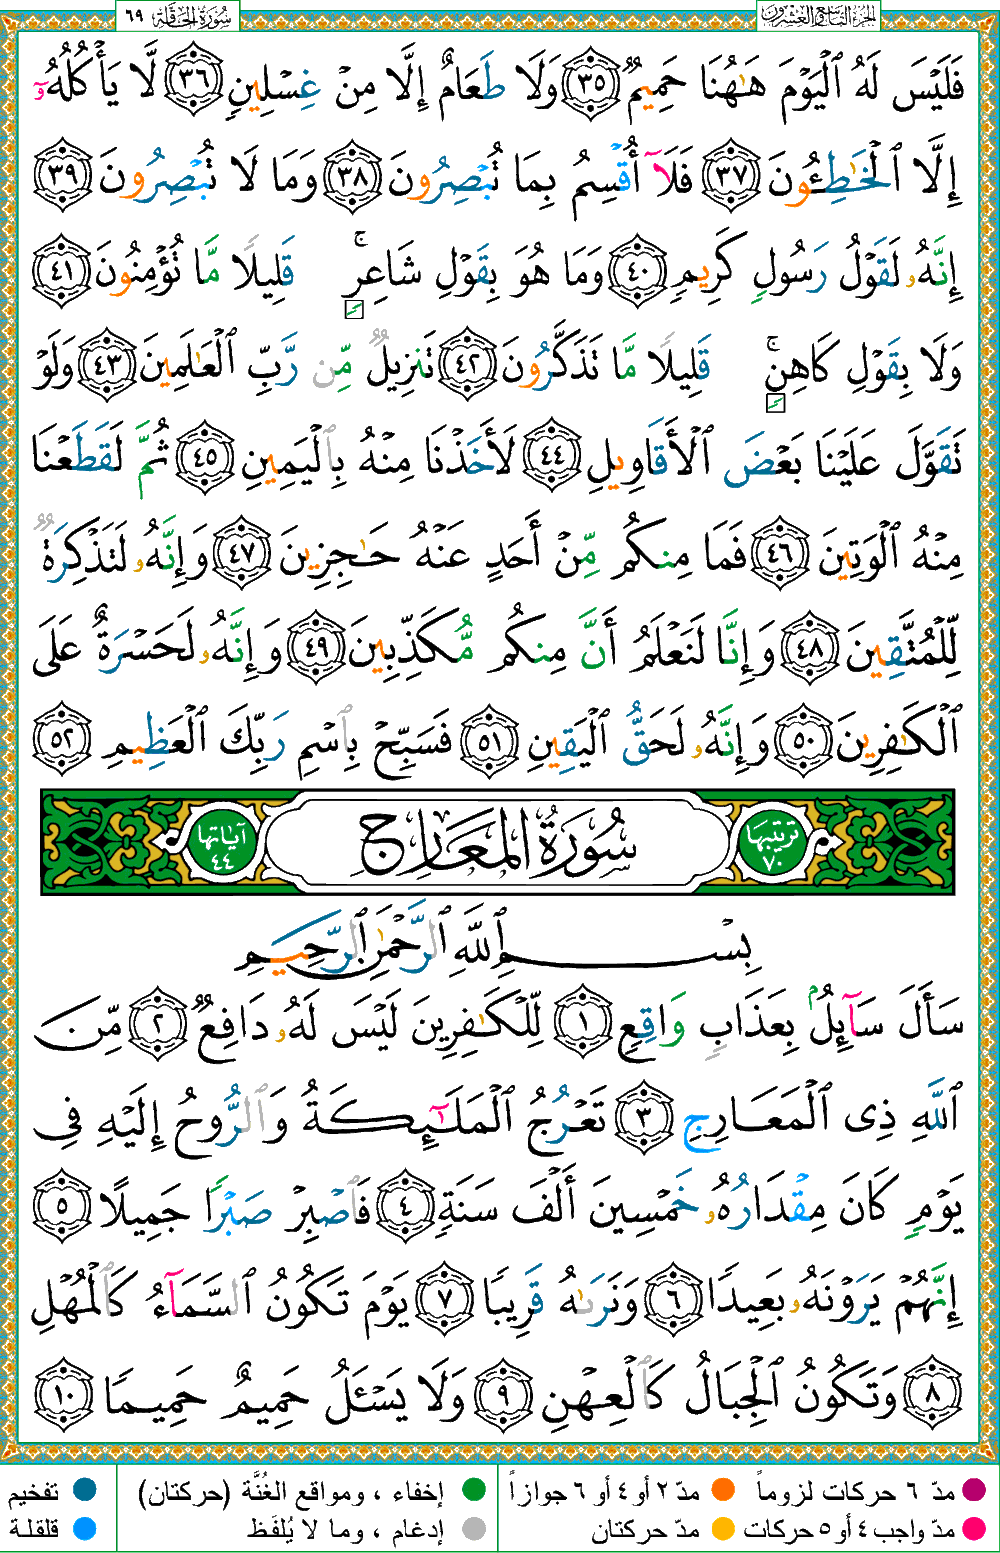 الجزء التاسع والعشرون
سورة الحاقة ٦٩
فَلَيْسَ لَهُ ٱلْيَوْمَ هَـٰهُنَا حَمِيمٌ ٣٥ وَلَا طَعَامٌ إِلَّا مِنْ غِسْلِينٍ ٣٦ لَّا يَأْكُلُهُۥٓ
إِلَّا ٱلْخَـٰطِـُٔونَ ٣٧ فَلَآ أُقْسِمُ بِمَا تُبْصِرُونَ ٣٨ وَمَا لَا تُبْصِرُونَ ٣٩
إِنَّهُۥ لَقَوْلُ رَسُولٍ كَرِيمٍ ٤٠ وَمَا هُوَ بِقَوْلِ شَاعِرٍ ۚ قَلِيلًا مَّا تُؤْمِنُونَ ٤١
وَلَا بِقَوْلِ كَاهِنٍ ۚ قَلِيلًا مَّا تَذَكَّرُونَ ٤٢ تَنزِيلٌ مِّن رَّبِّ ٱلْعَـٰلَمِينَ ٤٣ وَلَوْ
تَقَوَّلَ عَلَيْنَا بَعْضَ ٱلْأَقَاوِيلِ ٤٤ لَأَخَذْنَا مِنْهُ بِٱلْيَمِينِ ٤٥ ثُمَّ لَقَطَعْنَا
مِنْهُ ٱلْوَتِينَ ٤٦ فَمَا مِنكُم مِّنْ أَحَدٍ عَنْهُ حَـٰجِزِينَ ٤٧ وَإِنَّهُۥ لَتَذْكِرَةٌ
لِّلْمُتَّقِينَ ٤٨ وَإِنَّا لَنَعْلَمُ أَنَّ مِنكُم مُّكَذِّبِينَ ٤٩ وَإِنَّهُۥ لَحَسْرَةٌ عَلَى
ٱلْكَـٰفِرِينَ ٥٠ وَإِنَّهُۥ لَحَقُّ ٱلْيَقِينِ ٥١ فَسَبِّحْ بِٱسْمِ رَبِّكَ ٱلْعَظِيمِ ٥٢
ترتيبها ٧٠ سُورَةُ المَعَارِج آياتها ٤٤
بِسْمِ ٱللَّهِ ٱلرَّحْمَـٰنِ ٱلرَّحِيمِ
سَأَلَ سَآئِلٌۢ بِعَذَابٍ وَاقِعٍ ١ لِّلْكَـٰفِرِينَ لَيْسَ لَهُۥ دَافِعٌ ٢ مِّنَ
ٱللَّهِ ذِى ٱلْمَعَارِجِ ٣ تَعْرُجُ ٱلْمَلَـٰٓئِكَةُ وَٱلرُّوحُ إِلَيْهِ فِى
يَوْمٍ كَانَ مِقْدَارُهُۥ خَمْسِينَ أَلْفَ سَنَةٍ ٤ فَٱصْبِرْ صَبْرًا جَمِيلًا ٥
إِنَّهُمْ يَرَوْنَهُۥ بَعِيدًا ٦ وَنَرَىٰهُ قَرِيبًا ٧ يَوْمَ تَكُونُ ٱلسَّمَآءُ كَٱلْمُهْلِ
٨ وَتَكُونُ ٱلْجِبَالُ كَٱلْعِهْنِ ٩ وَلَا يَسْـَٔلُ حَمِيمٌ حَمِيمًا ١٠
مدّ ٦ حركات لزوماً مدّ ٢ أو ٤ أو ٦ جوازاً إخفاء ، ومواقع الغُنَّة (حركتان) تفخيم
مدّ واجب ٤ أو ٥ حركات مدّ حركتان إدغام ، وما لا يُلفَظ قلقلة